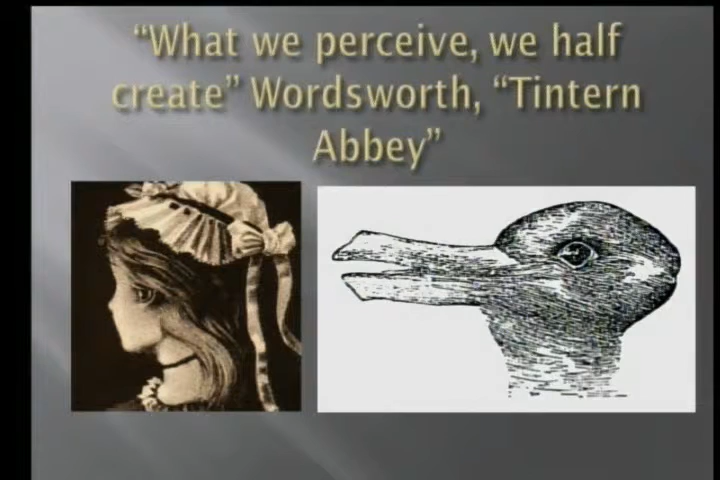 “What we perceive, we half
create” Wordsworth, “Tintern
Abbey”